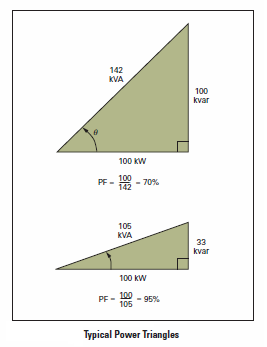 142
kVA
100
kvar
θ
100 kW
PF = 100/142 = 70%
105
kVA
33
kvar
100 kW
PF = 100/105 = 95%
Typical Power Triangles